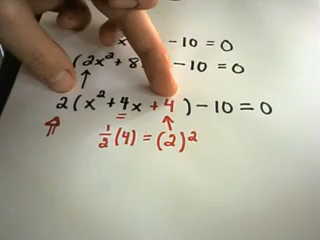 x - 10 = 0
(2x² + 8 - 10 = 0
2(x² + 4x + 4) - 10 = 0
½(4) = (2)²